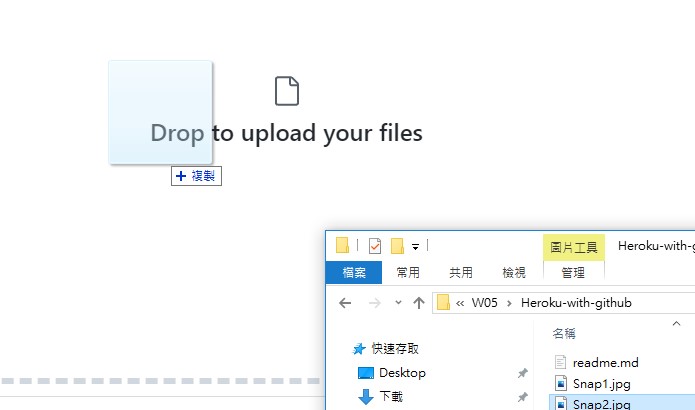 Drop to upload your files
複製
圖片工具
檔案
常用
共用
檢視
管理
« W05 › Heroku-with-github
名稱
快速存取
Desktop
下載
readme.md
Snap1.jpg
Snap2.jpg